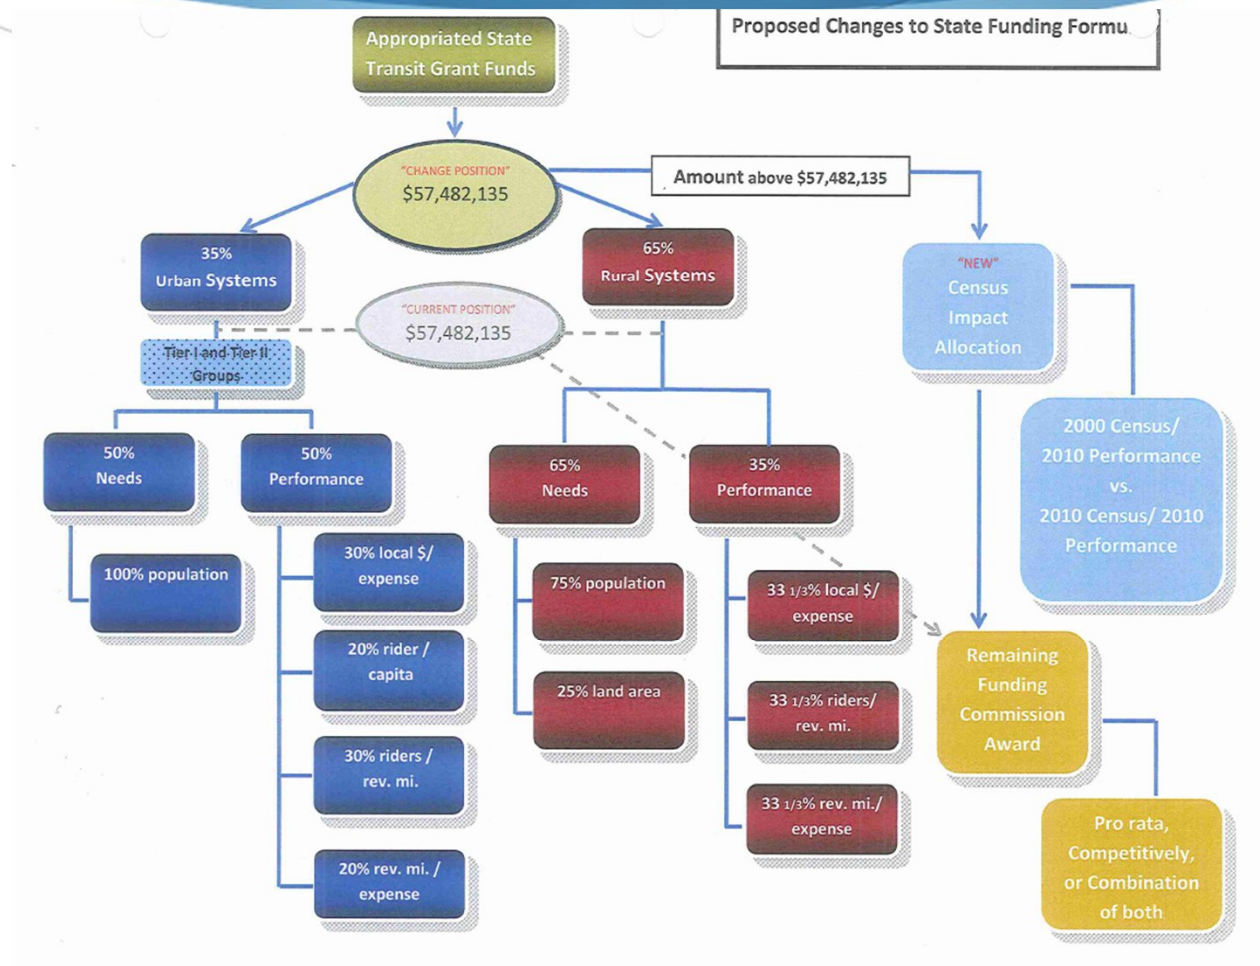 Proposed Changes to State Funding Formu
Appropriated State
Transit Grant Funds
"CHANGE POSITION"
$57,482,135
Amount above $57,482,135
35%
Urban Systems
65%
Rural Systems
"NEW"
Census
Impact
Allocation
"CURRENT POSITION"
$57,482,135
Tier I and Tier II
Groups
2000 Census/
2010 Performance
vs.
2010 Census/ 2010
Performance
50%
Needs
50%
Performance
65%
Needs
35%
Performance
100% population
30% local $/
expense
20% rider /
capita
30% riders /
rev. mi.
20% rev. mi. /
expense
75% population
25% land area
33 1/3% local $/
expense
33 1/3% riders/
rev. mi.
33 1/3% rev. mi./
expense
Remaining
Funding
Commission
Award
Pro rata,
Competitively,
or Combination
of both